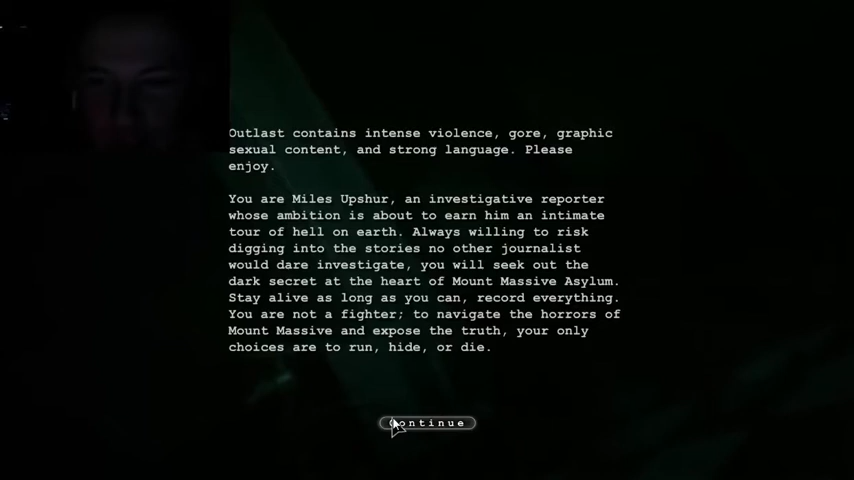 Outlast contains intense violence, gore, graphic
sexual content, and strong language. Please
enjoy.
You are Miles Upshur, an investigative reporter
whose ambition is about to earn him an intimate
tour of hell on earth. Always willing to risk
digging into the stories no other journalist
would dare investigate, you will seek out the
dark secret at the heart of Mount Massive Asylum.
Stay alive as long as you can, record everything.
You are not a fighter; to navigate the horrors of
Mount Massive and expose the truth, your only
choices are to run, hide, or die.
Continue